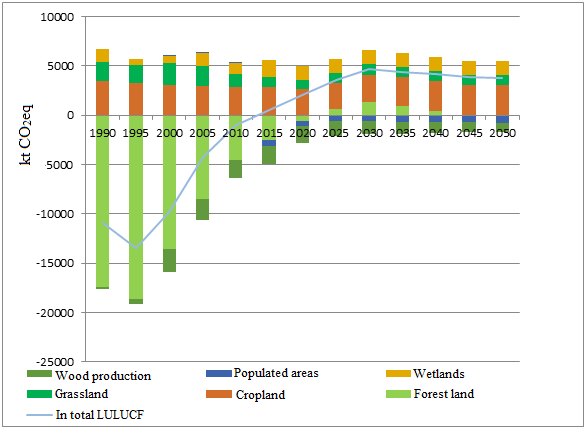 10000
5000
0
-5000
-10000
-15000
-20000
-25000
kt CO2eq
1990 1995 2000 2005 2010 2015 2020 2025 2030 2035 2040 2045 2050
Wood production Populated areas Wetlands
Grassland Cropland Forest land
In total LULUCF